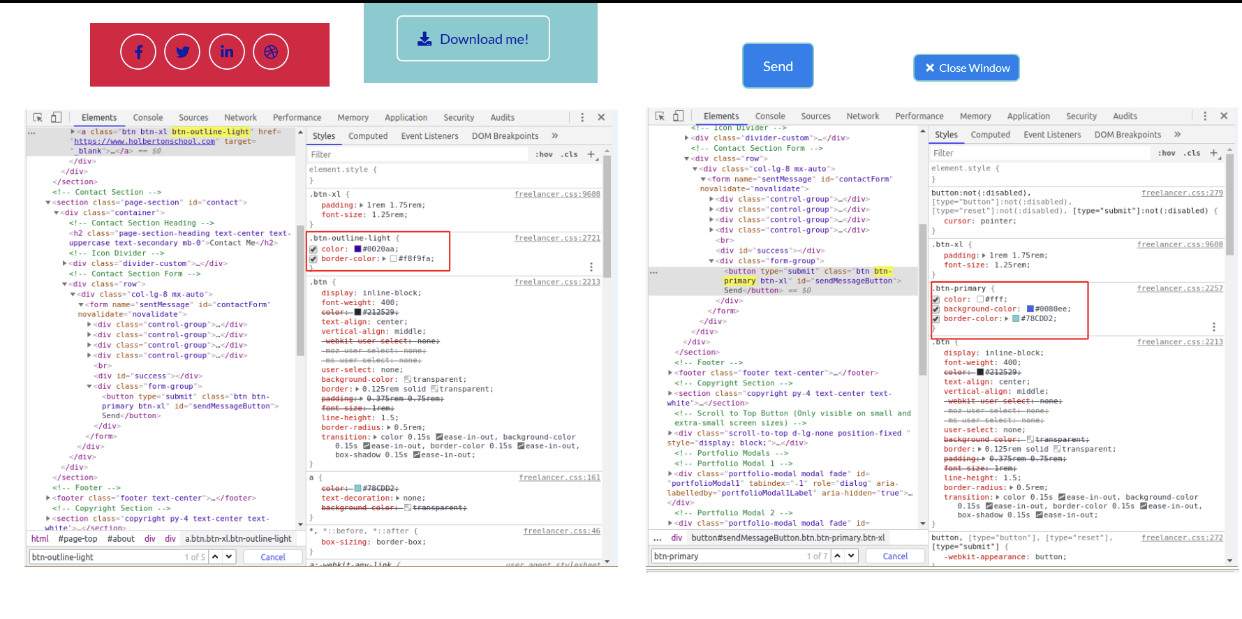 Download me!
Send
Close Window
Elements Console Sources Network Performance Memory Application Security Audits
<a class="btn btn-xl btn-outline-light" href=
"https://www.holbertonschool.com" target=
"_blank">…</a> == $0
</div>
</div>
</section>
<!-- Contact Section -->
<section class="page-section" id="contact">
<div class="container">
<!-- Contact Section Heading -->
<h2 class="page-section-heading text-center text-
uppercase text-secondary mb-0">Contact Me</h2>
<!-- Icon Divider -->
<div class="divider-custom">…</div>
<!-- Contact Section Form -->
<div class="row">
<div class="col-lg-8 mx-auto">
<form name="sentMessage" id="contactForm"
novalidate="novalidate">
<div class="control-group">…</div>
<div class="control-group">…</div>
<div class="control-group">…</div>
<div class="control-group">…</div>
<br>
<div id="success"></div>
<div class="form-group">
<button type="submit" class="btn btn-
primary btn-xl" id="sendMessageButton">
Send</button>
</div>
</form>
</div>
</div>
</div>
</section>
<!-- Footer -->
<footer class="footer text-center">…</footer>
<!-- Copyright Section -->
<section class="copyright py-4 text-center text-
white">…</section>
html #page-top #about div div a.btn.btn-xl.btn-outline-light
btn-outline-light 1 of 5 Cancel
Styles Computed Event Listeners DOM Breakpoints »
Filter :hov .cls +
element.style {
}
.btn-xl { freelancer.css:9608
padding: 1rem 1.75rem;
font-size: 1.25rem;
}
.btn-outline-light { freelancer.css:2721
color: #0020aa;
border-color: #f8f9fa;
}
.btn { freelancer.css:2213
display: inline-block;
font-weight: 400;
color: #212529;
text-align: center;
vertical-align: middle;
-webkit-user-select: none;
-moz-user-select: none;
-ms-user-select: none;
user-select: none;
background-color: transparent;
border: 0.125rem solid transparent;
padding: 0.375rem 0.75rem;
font-size: 1rem;
line-height: 1.5;
border-radius: 0.5rem;
transition: color 0.15s ease-in-out, background-color
0.15s ease-in-out, border-color 0.15s ease-in-out,
box-shadow 0.15s ease-in-out;
}
a { freelancer.css:161
color: #78CDD2;
text-decoration: none;
background-color: transparent;
}
*, *::before, *::after { freelancer.css:46
box-sizing: border-box;
}
a:-webkit-any-link { user agent stylesheet
Elements Console Sources Network Performance Memory Application Security Audits
<!-- Icon Divider -->
<div class="divider-custom">…</div>
<!-- Contact Section Form -->
<div class="row">
<div class="col-lg-8 mx-auto">
<form name="sentMessage" id="contactForm"
novalidate="novalidate">
<div class="control-group">…</div>
<div class="control-group">…</div>
<div class="control-group">…</div>
<div class="control-group">…</div>
<br>
<div id="success"></div>
<div class="form-group">
<button type="submit" class="btn btn-
primary btn-xl" id="sendMessageButton">
Send</button> == $0
</div>
</form>
</div>
</div>
</div>
</section>
<!-- Footer -->
<footer class="footer text-center">…</footer>
<!-- Copyright Section -->
<section class="copyright py-4 text-center text-
white">…</section>
<!-- Scroll to Top Button (Only visible on small and
extra-small screen sizes) -->
<div class="scroll-to-top d-lg-none position-fixed "
style="display: block;">…</div>
<!-- Portfolio Modals -->
<!-- Portfolio Modal 1 -->
<div class="portfolio-modal modal fade" id=
"portfolioModal1" tabindex="-1" role="dialog" aria-
labelledby="portfolioModal1Label" aria-hidden="true">…
</div>
<!-- Portfolio Modal 2 -->
<div class="portfolio-modal modal fade" id=
... div button#sendMessageButton.btn.btn-primary.btn-xl
btn-primary 1 of 7 Cancel
Styles Computed Event Listeners DOM Breakpoints »
Filter :hov .cls +
element.style {
}
button:not(:disabled), freelancer.css:279
[type="button"]:not(:disabled),
[type="reset"]:not(:disabled), [type="submit"]:not(:disabled) {
cursor: pointer;
}
.btn-xl { freelancer.css:9608
padding: 1rem 1.75rem;
font-size: 1.25rem;
}
.btn-primary { freelancer.css:2257
color: #fff;
background-color: #0080ee;
border-color: #78CDD2;
}
.btn { freelancer.css:2213
display: inline-block;
font-weight: 400;
color: #212529;
text-align: center;
vertical-align: middle;
-webkit-user-select: none;
-moz-user-select: none;
-ms-user-select: none;
user-select: none;
background-color: transparent;
border: 0.125rem solid transparent;
padding: 0.375rem 0.75rem;
font-size: 1rem;
line-height: 1.5;
border-radius: 0.5rem;
transition: color 0.15s ease-in-out, background-color
0.15s ease-in-out, border-color 0.15s ease-in-out,
box-shadow 0.15s ease-in-out;
}
button, [type="button"], [type="reset"], freelancer.css:272
[type="submit"] {
-webkit-appearance: button;